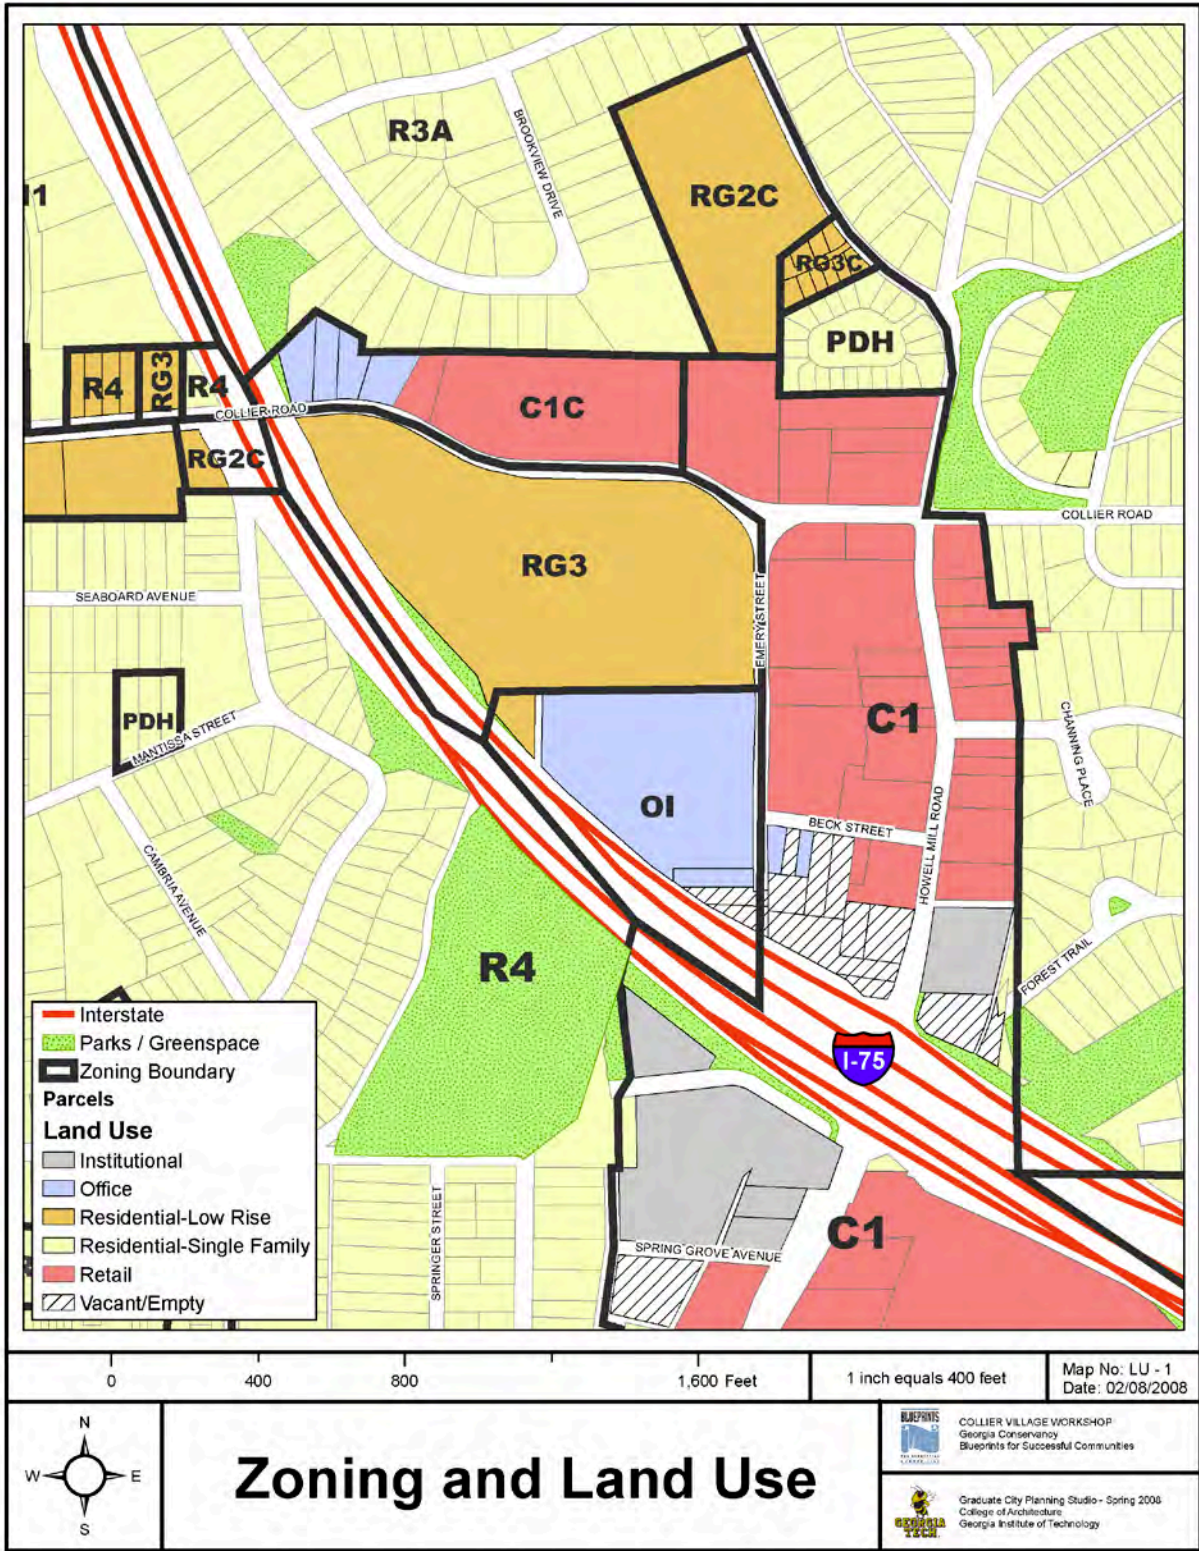 R3A
BROOKVIEW DRIVE
RG2C
I1
RG3C
PDH
R4
RG3
R4
C1C
COLLIER ROAD
RG2C
COLLIER ROAD
RG3
SEABOARD AVENUE
EMERY STREET
PDH
MANTISSA STREET
C1
CHANNING PLACE
OI
BECK STREET
HOWELL MILL ROAD
CAMBRIA AVENUE
R4
FOREST TRAIL
I-75
Interstate
Parks / Greenspace
Zoning Boundary
Parcels
Land Use
Institutional
Office
Residential-Low Rise
Residential-Single Family
Retail
Vacant/Empty
SPRINGER STREET
SPRING GROVE AVENUE
C1
0 400 800 1,600 Feet
1 inch equals 400 feet
Map No: LU - 1
Date: 02/08/2008
N
W E
S
Zoning and Land Use
BLUEPRINTS
COLLIER VILLAGE WORKSHOP
Georgia Conservancy
Blueprints for Successful Communities
GEORGIA
TECH
Graduate City Planning Studio - Spring 2008
College of Architecture
Georgia Institute of Technology